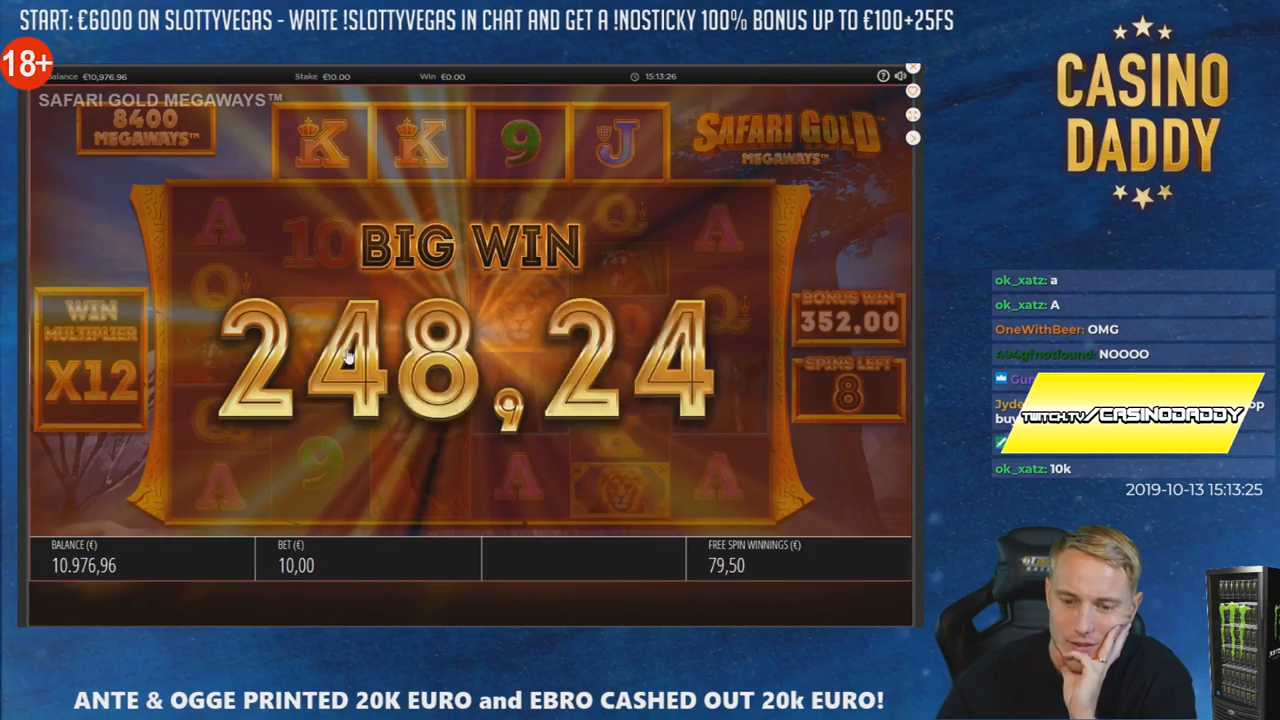 START: €6000 ON SLOTTYVEGAS - WRITE !SLOTTYVEGAS IN CHAT AND GET A !NOSTICKY 100% BONUS UP TO €100+25FS
18+
Balance €10,976.96 Stake €10.00 Win €0.00 15:13:26
SAFARI GOLD MEGAWAYS™
8400
MEGAWAYS™
K K 9 J
SAFARI GOLD
MEGAWAYS™
CASINO
DADDY
A 10 Q A
BIG WIN
Q Q
WIN
MULTIPLIER
X12
248,24
BONUS WIN
352,00
SPINS LEFT
8
9 A A A
ok_xatz: a
ok_xatz: A
OneWithBeer: OMG
404gfnotfound: NOOOO
TWITCH.TV/CASINODADDY
ok_xatz: 10k
2019-10-13 15:13:25
BALANCE (€) BET (€) FREE SPIN WINNINGS (€)
10.976,96 10,00 79,50
ANTE & OGGE PRINTED 20K EURO and EBRO CASHED OUT 20k EURO!